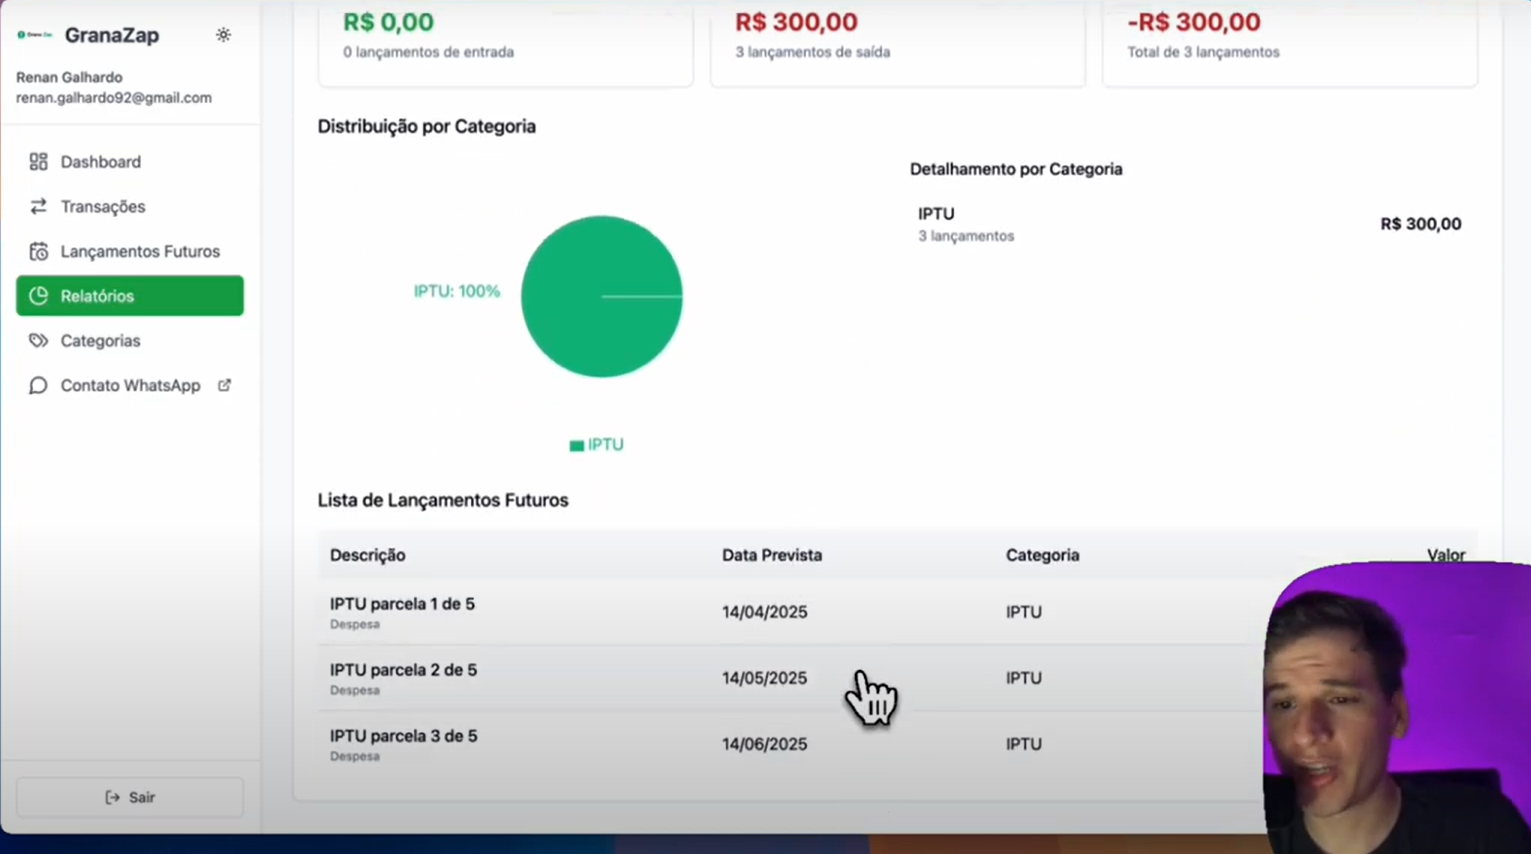 GranaZap
Renan Galhardo
renan.galhardo92@gmail.com
Dashboard
Transações
Lançamentos Futuros
Relatórios
Categorias
Contato WhatsApp
Sair
R$ 0,00
0 lançamentos de entrada
R$ 300,00
3 lançamentos de saída
-R$ 300,00
Total de 3 lançamentos
Distribuição por Categoria
IPTU: 100%
IPTU
Detalhamento por Categoria
IPTU
3 lançamentos
R$ 300,00
Lista de Lançamentos Futuros
Descrição Data Prevista Categoria Valor
IPTU parcela 1 de 5 14/04/2025 IPTU
Despesa
IPTU parcela 2 de 5 14/05/2025 IPTU
Despesa
IPTU parcela 3 de 5 14/06/2025 IPTU
Despesa